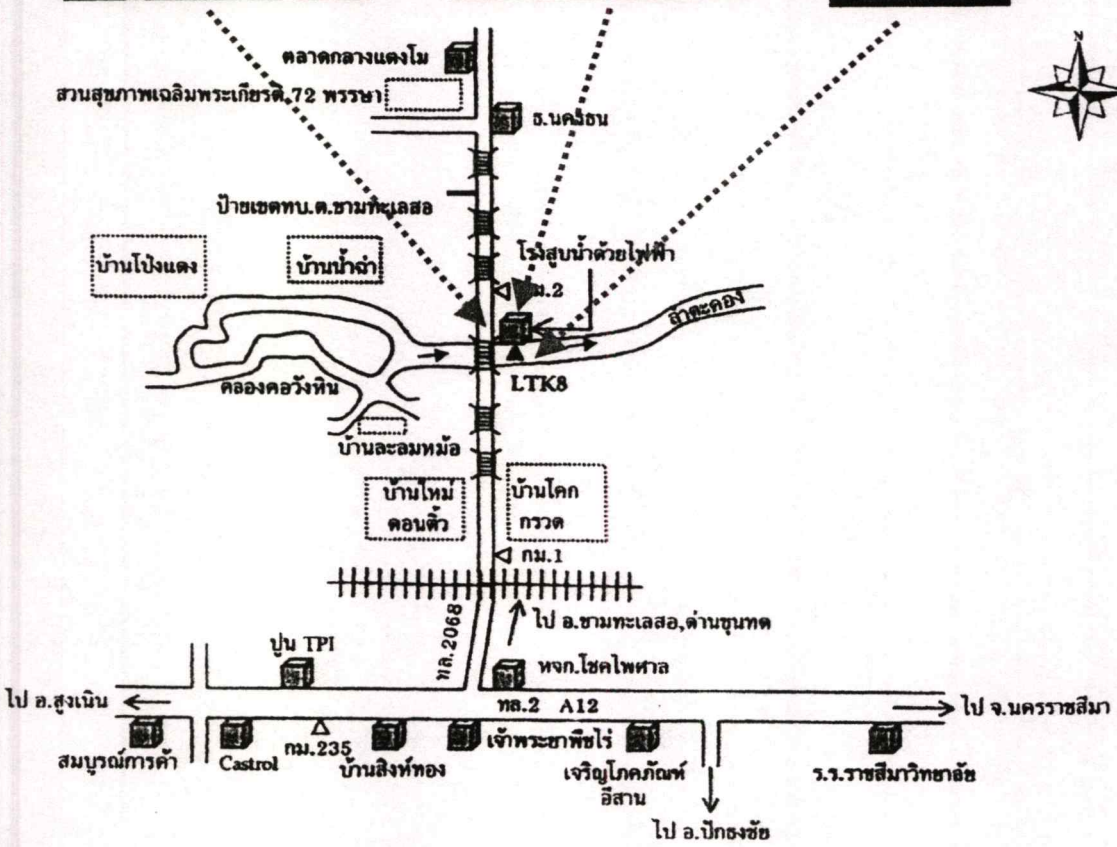 N
ตลาดกลางแตงโม
สวนสุขภาพเฉลิมพระเกียรติ 72 พรรษา
ธ.นครธน
ป้ายเขตทบ.ต.ขามทะเลสอ
บ้านโป่งแดง
บ้านน้ำฉ่า
โรงสูบน้ำด้วยไฟฟ้า
กม.2
ลำตะคอง
LTK8
คลองคอวังหิน
บ้านละลมหม้อ
บ้านใหม่
ดอนติ้ว
บ้านโคก
กรวด
กม.1
ทล.2068
ไป อ.ขามทะเลสอ,ด่านขุนทด
ปูน TPI
หจก.โชคไพศาล
ไป อ.สูงเนิน
ทล.2 A12
ไป จ.นครราชสีมา
สมบูรณ์การค้า
Castrol
กม.235
บ้านสิงห์ทอง
เจ้าพระยาพืชไร่
เจริญโภคภัณฑ์
อีสาน
ร.ร.ราชสีมาวิทยาลัย
ไป อ.ปักธงชัย